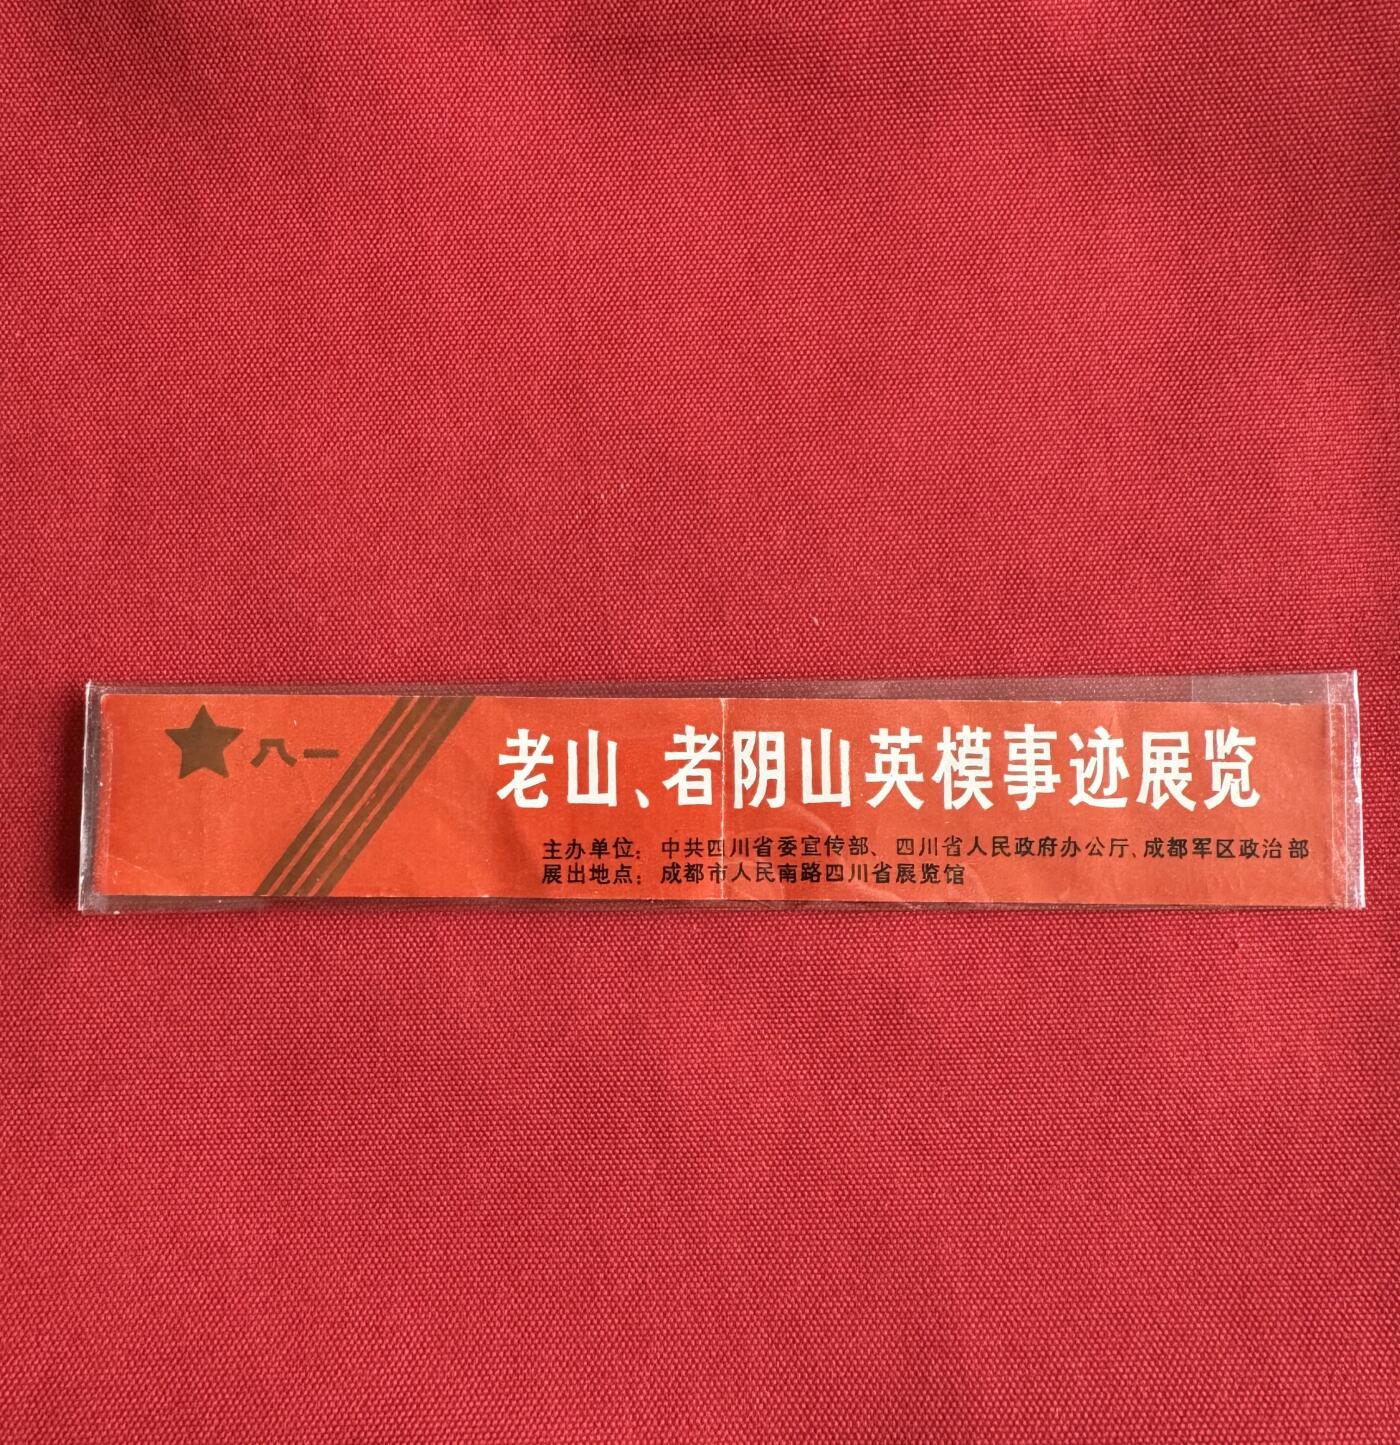 八一
老山、者阴山英模事迹展览
主办单位：中共四川省委宣传部、四川省人民政府办公厅、成都军区政治部
展出地点：成都市人民南路四川省展览馆